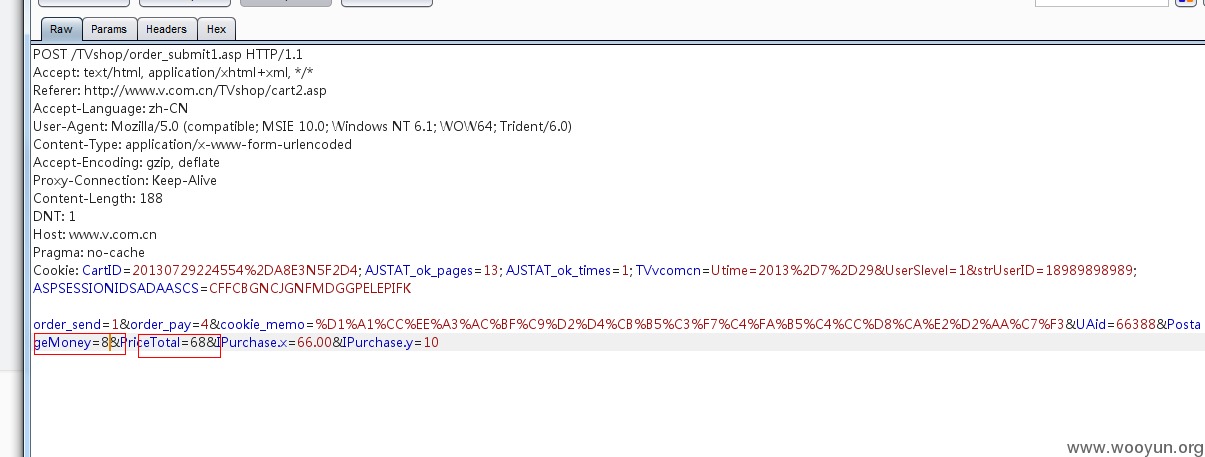 Raw Params Headers Hex
POST /TVshop/order_submit1.asp HTTP/1.1
Accept: text/html, application/xhtml+xml, */*
Referer: http://www.v.com.cn/TVshop/cart2.asp
Accept-Language: zh-CN
User-Agent: Mozilla/5.0 (compatible; MSIE 10.0; Windows NT 6.1; WOW64; Trident/6.0)
Content-Type: application/x-www-form-urlencoded
Accept-Encoding: gzip, deflate
Proxy-Connection: Keep-Alive
Content-Length: 188
DNT: 1
Host: www.v.com.cn
Pragma: no-cache
Cookie: CartID=20130729224554%2DA8E3N5F2D4; AJSTAT_ok_pages=13; AJSTAT_ok_times=1; TVvcomcn=Utime=2013%2D7%2D29&UserSlevel=1&strUserID=18989898989;
ASPSESSIONIDSADAASCS=CFFCBGNCJGNFMDGGPELEPIFK
order_send=1&order_pay=4&cookie_memo=%D1%A1%CC%EE%A3%AC%BF%C9%D2%D4%CB%B5%C3%F7%C4%FA%B5%C4%CC%D8%CA%E2%D2%AA%C7%F3&UAid=66388&Posta
geMoney=8&PriceTotal=68&IPurchase.x=66.00&IPurchase.y=10
www.wooyun.org